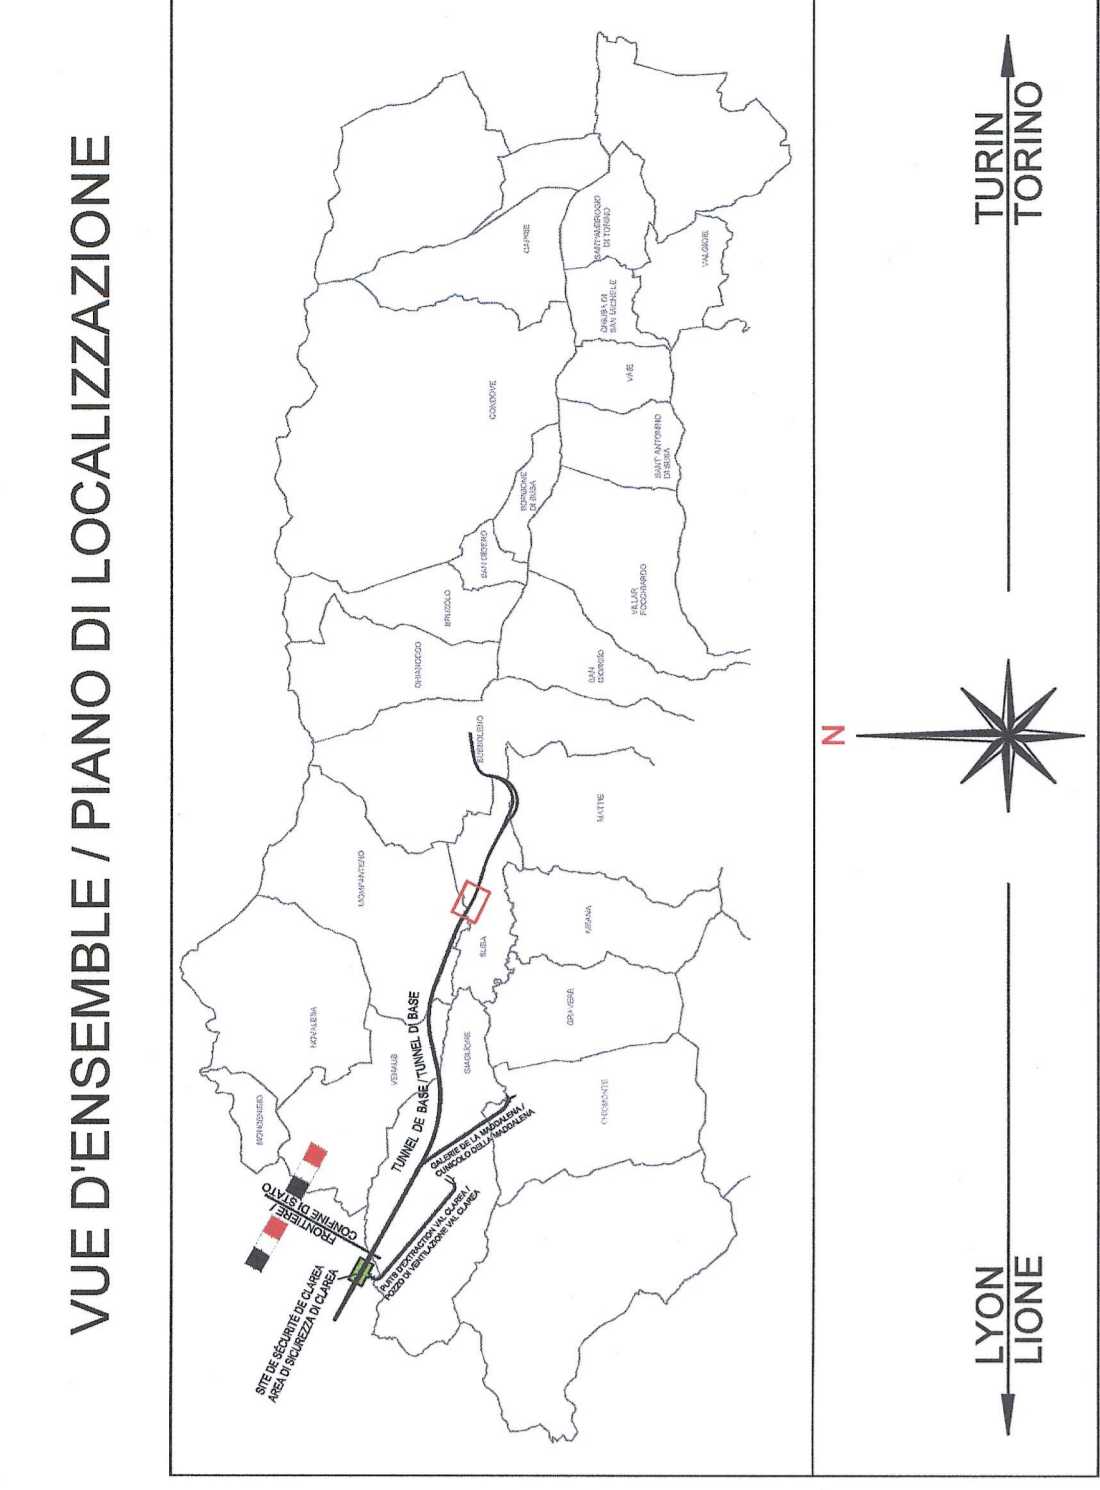 VUE D'ENSEMBLE / PIANO DI LOCALIZZAZIONE
SITE DE SÉCURITÉ DE CLAREA
AREA DI SICUREZZA DI CLAREA
FRONTIERE /
CONFINE DI STATO
PUITS D'EXTRACTION VAL CLAREA /
POZZO DI VENTILAZIONE VAL CLAREA
GALERIE DE LA MADDALENA /
CUNICOLO DELLA MADDALENA
TUNNEL DE BASE / TUNNEL DI BASE
MONCENISIO
NOVALESA
VENAUS
GIAGLIONE
CHIOMONTE
GRAVERE
MEANA
SUSA
MOMPANTERO
MATTIE
BUSSOLENO
CHIANOCCO
SAN
GIORIO
BRUZOLO
VILLAR
FOCCHIARDO
SAN DIDERO
BORGONE
DI SUSA
SANT'ANTONINO
DI SUSA
CONDOVE
VAIE
CHIUSA DI
SAN MICHELE
CAPRIE
SANT'AMBROGIO
DI TORINO
VALGIOIE
LYON
LIONE
N
TURIN
TORINO